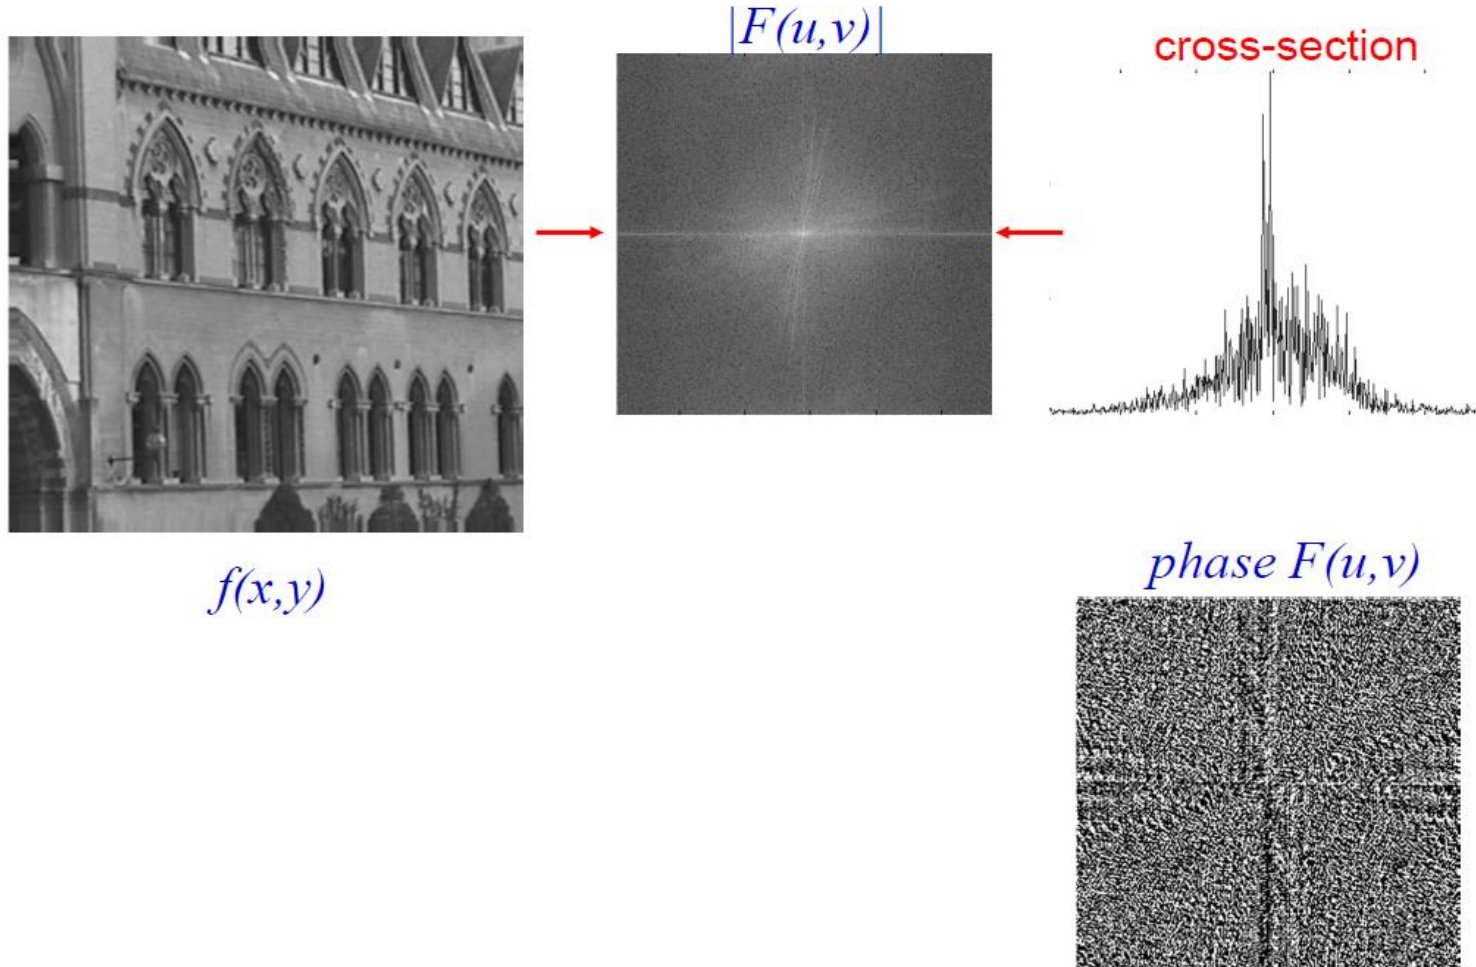 |F(u,v)|
cross-section
f(x,y)
phase F(u,v)